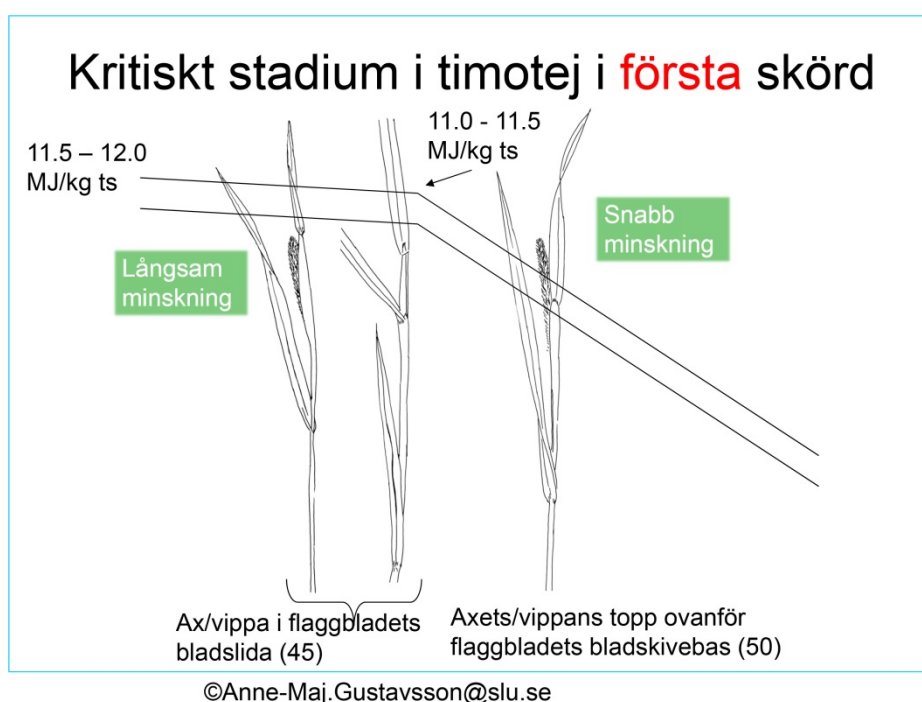 Kritiskt stadium i timotej i första skörd
11.5 – 12.0
MJ/kg ts
11.0 - 11.5
MJ/kg ts
Långsam
minskning
Snabb
minskning
Ax/vippa i flaggbladets
bladslida (45)
Axets/vippans topp ovanför
flaggbladets bladskivebas (50)
©Anne-Maj.Gustavsson@slu.se